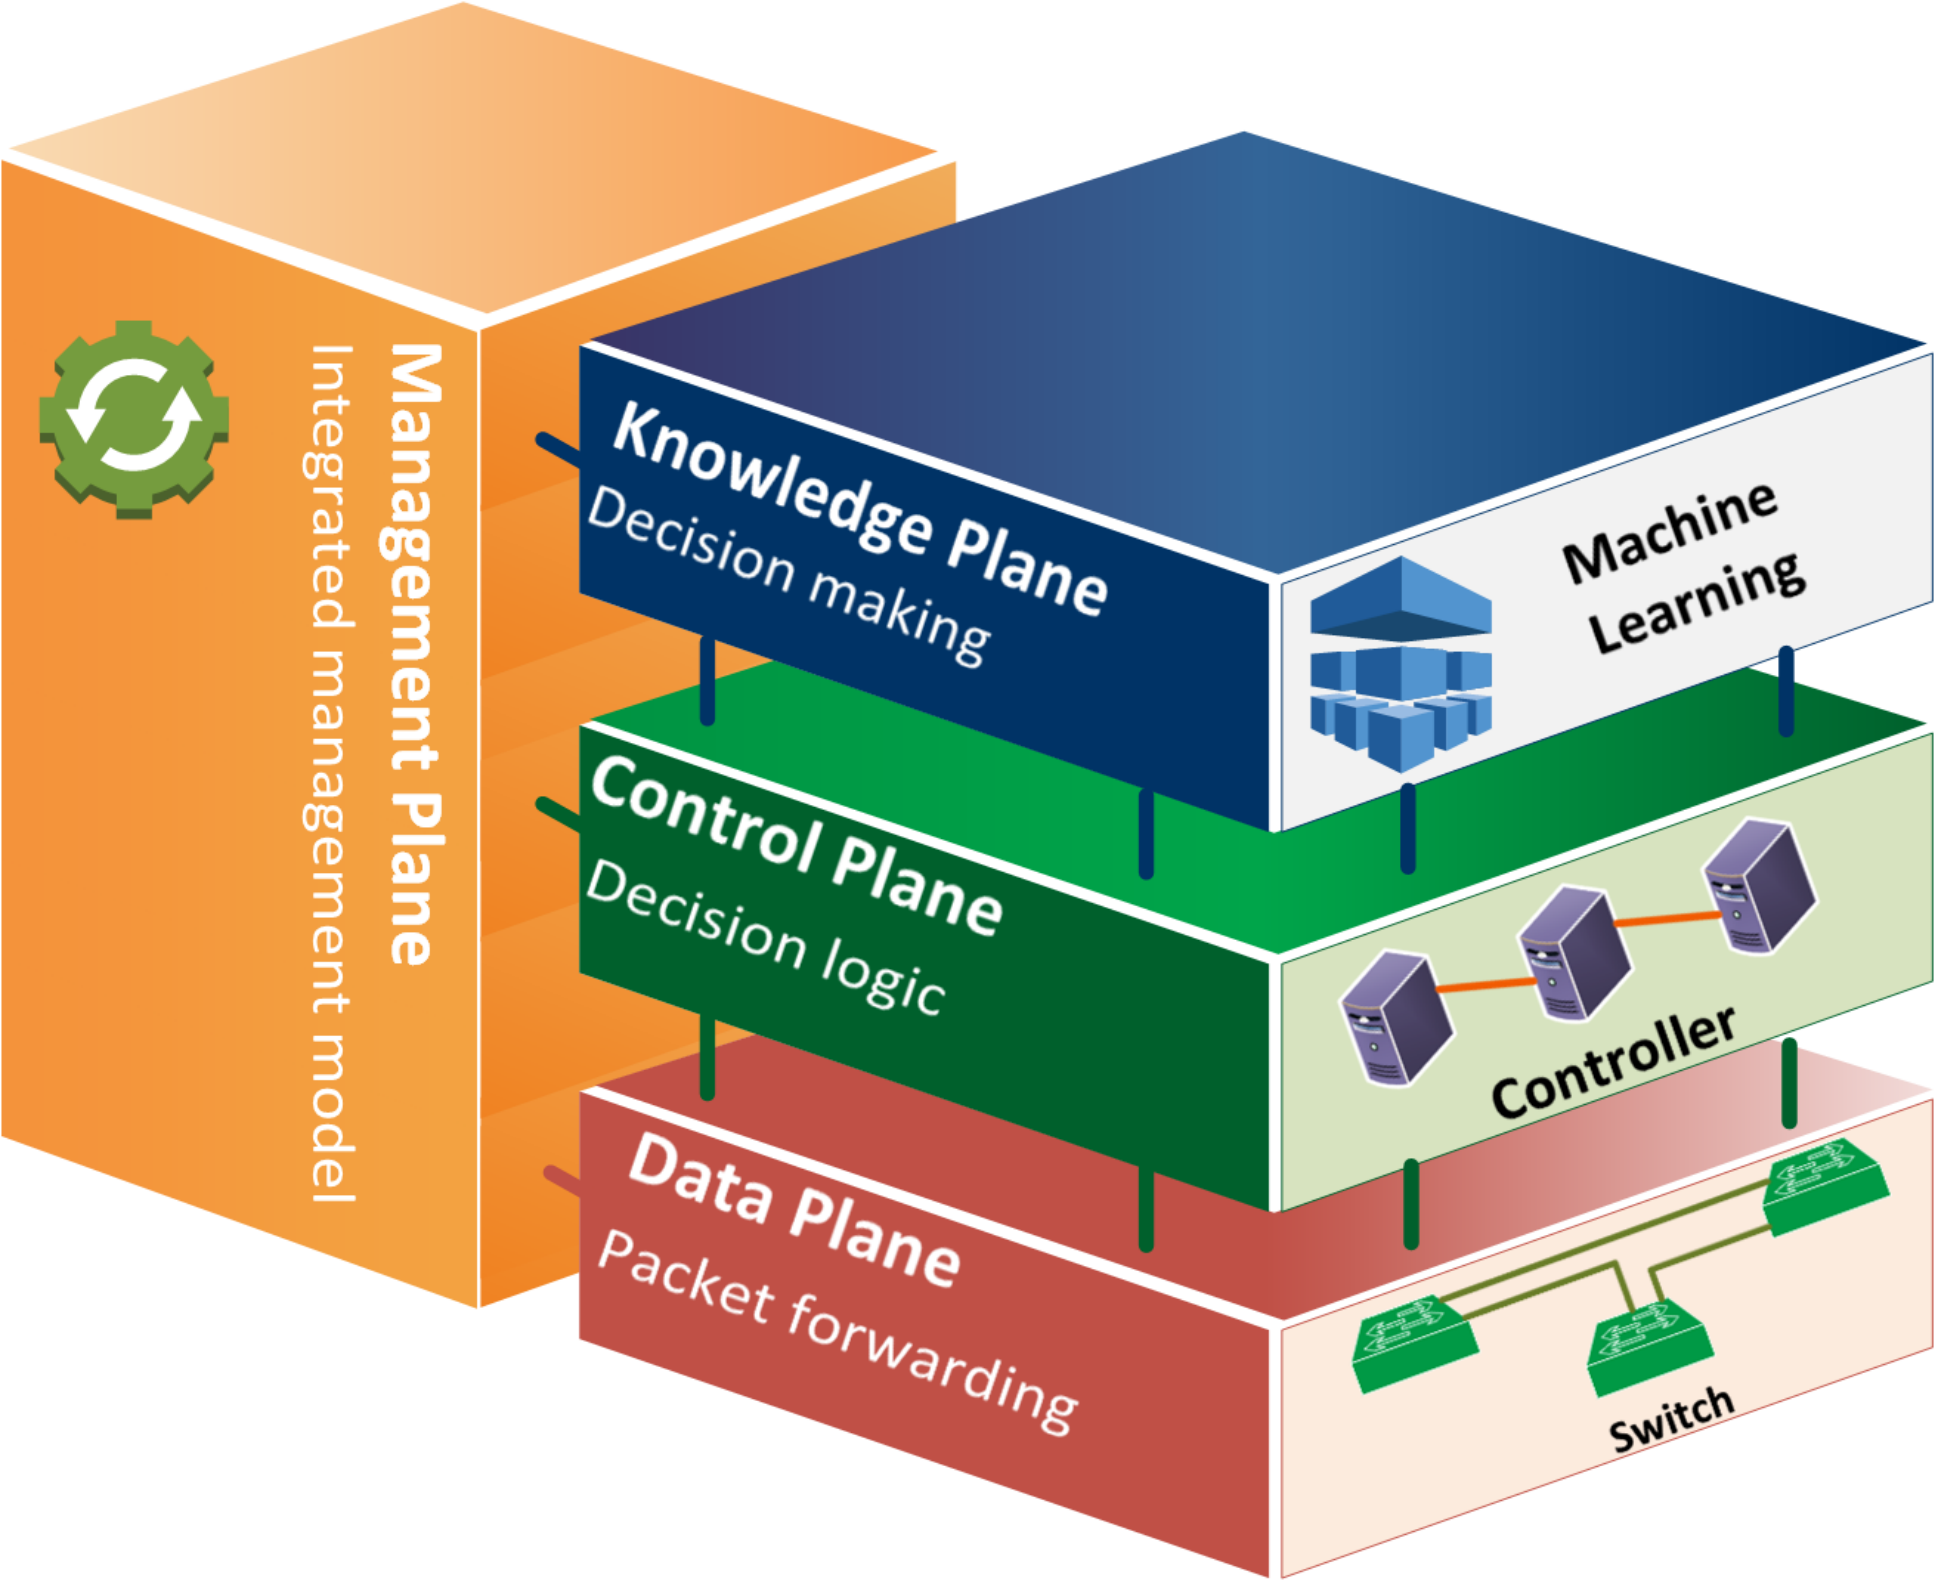 Management Plane
Integrated management model
Knowledge Plane
Decision making
Machine
Learning
Control Plane
Decision logic
Controller
Data Plane
Packet forwarding
Switch